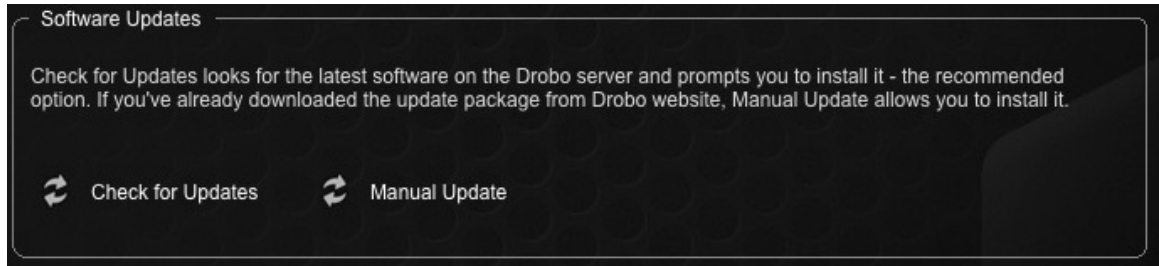 Software Updates
Check for Updates looks for the latest software on the Drobo server and prompts you to install it - the recommended
option. If you've already downloaded the update package from Drobo website, Manual Update allows you to install it.
Check for Updates Manual Update